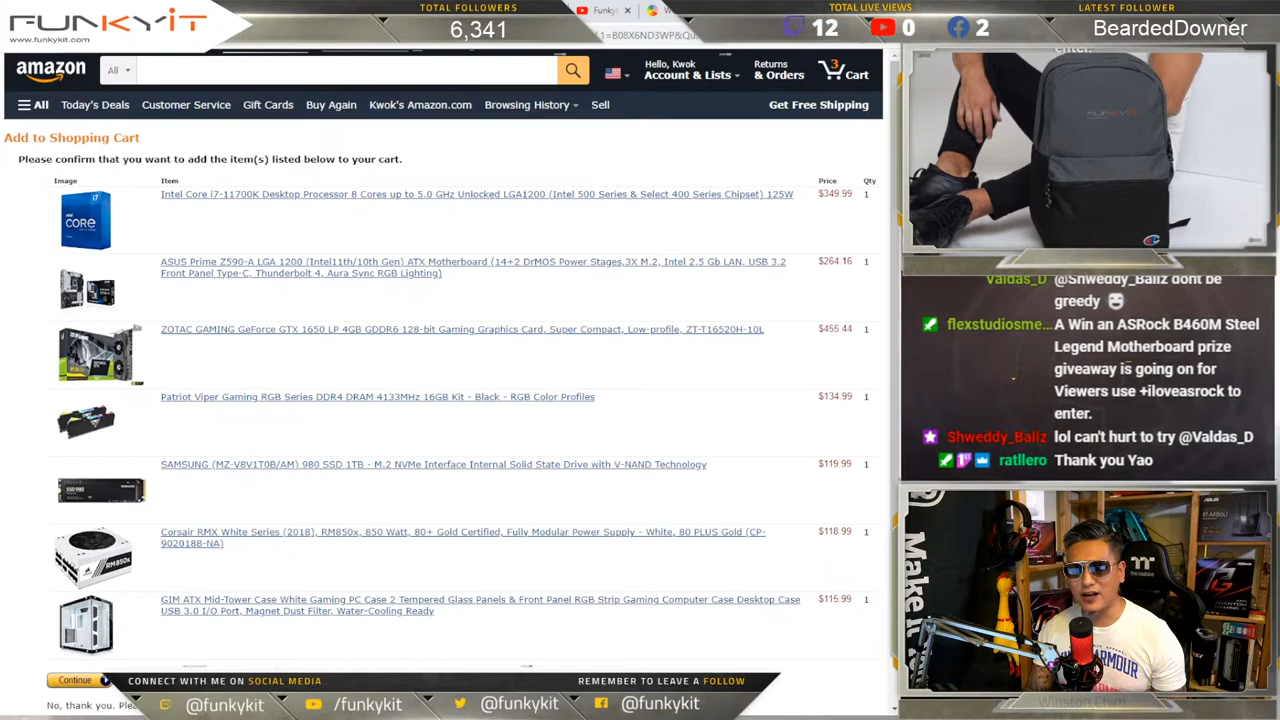 FUNKYIT
www.funkykit.com
TOTAL FOLLOWERS
6,341
Funky
TOTAL LIVE VIEWS
12 0 2
LATEST FOLLOWER
BeardedDowner
amazon
All
Hello, Kwok
Account & Lists
Returns
& Orders
3
Cart
All Today's Deals Customer Service Gift Cards Buy Again Kwok's Amazon.com Browsing History Sell Get Free Shipping
Add to Shopping Cart
Please confirm that you want to add the item(s) listed below to your cart.
Image Item Price Qty
Intel Core i7-11700K Desktop Processor 8 Cores up to 5.0 GHz Unlocked LGA1200 (Intel 500 Series & Select 400 Series Chipset) 125W $349.99 1
ASUS Prime Z590-A LGA 1200 (Intel11th/10th Gen) ATX Motherboard (14+2 DrMOS Power Stages,3X M.2, Intel 2.5 Gb LAN, USB 3.2 $264.16 1
Front Panel Type-C, Thunderbolt 4, Aura Sync RGB Lighting)
ZOTAC GAMING GeForce GTX 1650 LP 4GB GDDR6 128-bit Gaming Graphics Card, Super Compact, Low-profile, ZT-T16520H-10L $455.44 1
Patriot Viper Gaming RGB Series DDR4 DRAM 4133MHz 16GB Kit - Black - RGB Color Profiles $134.99 1
SAMSUNG (MZ-V8V1T0B/AM) 980 SSD 1TB - M.2 NVMe Interface Internal Solid State Drive with V-NAND Technology $119.99 1
Corsair RMX White Series (2018), RM850x, 850 Watt, 80+ Gold Certified, Fully Modular Power Supply - White, 80 PLUS Gold (CP- $118.99 1
9020188-NA)
GIM ATX Mid-Tower Case White Gaming PC Case 2 Tempered Glass Panels & Front Panel RGB Strip Gaming Computer Case Desktop Case $115.99 1
USB 3.0 I/O Port, Magnet Dust Filter, Water-Cooling Ready
Continue
No, thank you.
enter.
FUNKYIT
Valdas_D @Shweddy_Ballz dont be
greedy
flexstudiosme... A Win an ASRock B460M Steel
Legend Motherboard prize
giveaway is going on for
Viewers use +iloveasrock to
enter.
Shweddy_Ballz lol can't hurt to try @Valdas_D
ratllero Thank you Yao
Make It
UNDER ARMOUR
Winston Chim
CONNECT WITH ME ON SOCIAL MEDIA
REMEMBER TO LEAVE A FOLLOW
@funkykit /funkykit @funkykit @funkykit